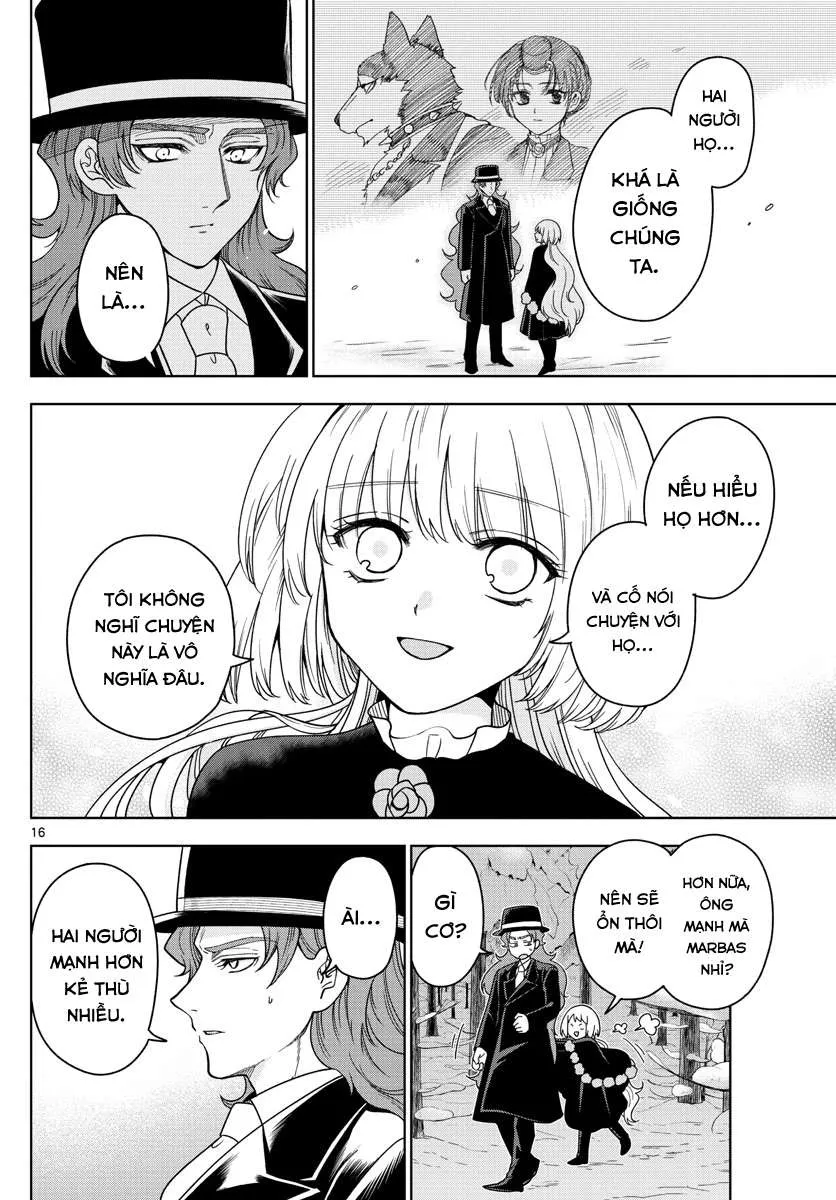 HAI
NGƯỜI
HỌ...
KHÁ LÀ
GIỐNG
CHÚNG
TA.
NÊN
LÀ...
NẾU HIỂU
HỌ HƠN...
VÀ CỐ NÓI
CHUYỆN VỚI
HỌ...
TÔI KHÔNG
NGHĨ CHUYỆN
NÀY LÀ VÔ
NGHĨA ĐÂU.
16
HƠN NỮA,
ÔNG
MẠNH MÀ
MARBAS
NHỈ?
NÊN SẼ
ỔN THÔI
MÀ!
GÌ
CƠ?
ÀI...
HAI NGƯỜI
MẠNH HƠN
KẺ THÙ
NHIỀU.